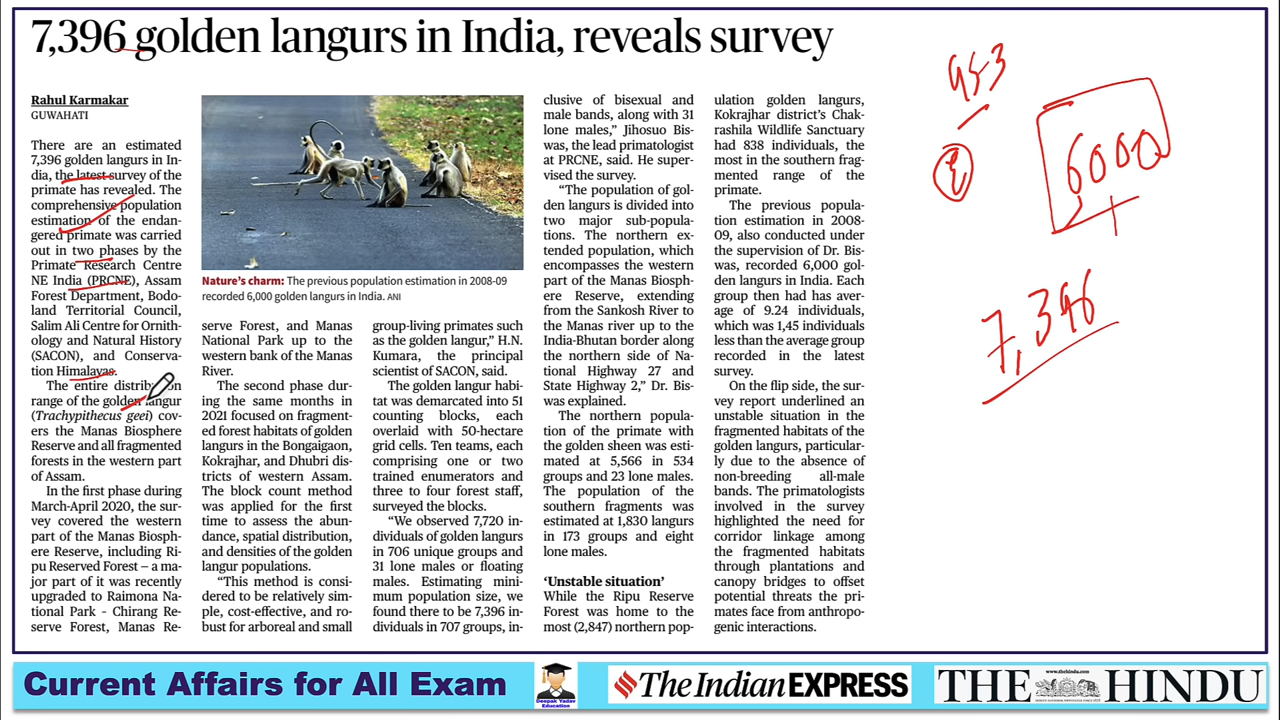 7,396 golden langurs in India, reveals survey
Rahul Karmakar
GUWAHATI
There are an estimated
7,396 golden langurs in In-
dia, the latest survey of the
primate has revealed. The
comprehensive population
estimation of the endan-
gered primate was carried
out in two phases by the
Primate Research Centre
NE India (PRCNE), Assam
Forest Department, Bodo-
land Territorial Council,
Salim Ali Centre for Ornith-
ology and Natural History
(SACON), and Conserva-
tion Himalayas.
The entire distribution
range of the golden langur
(Trachypithecus geei) cov-
ers the Manas Biosphere
Reserve and all fragmented
forests in the western part
of Assam.
In the first phase during
March-April 2020, the sur-
vey covered the western
part of the Manas Biosph-
ere Reserve, including Ri-
pu Reserved Forest – a ma-
jor part of it was recently
upgraded to Raimona Na-
tional Park - Chirang Re-
serve Forest, Manas Re-
Nature's charm: The previous population estimation in 2008-09
recorded 6,000 golden langurs in India. ANI
serve Forest, and Manas
National Park up to the
western bank of the Manas
River.
The second phase dur-
ing the same months in
2021 focused on fragment-
ed forest habitats of golden
langurs in the Bongaigaon,
Kokrajhar, and Dhubri dis-
tricts of western Assam.
The block count method
was applied for the first
time to assess the abun-
dance, spatial distribution,
and densities of the golden
langur populations.
"This method is consi-
dered to be relatively sim-
ple, cost-effective, and ro-
bust for arboreal and small
group-living primates such
as the golden langur," H.N.
Kumara, the principal
scientist of SACON, said.
The golden langur habi-
tat was demarcated into 51
counting blocks, each
overlaid with 50-hectare
grid cells. Ten teams, each
comprising one or two
trained enumerators and
three to four forest staff,
surveyed the blocks.
"We observed 7,720 in-
dividuals of golden langurs
in 706 unique groups and
31 lone males or floating
males. Estimating mini-
mum population size, we
found there to be 7,396 in-
dividuals in 707 groups, in-
clusive of bisexual and
male bands, along with 31
lone males," Jihosuo Bis-
was, the lead primatologist
at PRCNE, said. He super-
vised the survey.
"The population of gol-
den langurs is divided into
two major sub-popula-
tions. The northern ex-
tended population, which
encompasses the western
part of the Manas Biosph-
ere Reserve, extending
from the Sankosh River to
the Manas river up to the
India-Bhutan border along
the northern side of Na-
tional Highway 27 and
State Highway 2," Dr. Bis-
was explained.
The northern popula-
tion of the primate with
the golden sheen was esti-
mated at 5,566 in 534
groups and 23 lone males.
The population of the
southern fragments was
estimated at 1,830 langurs
in 173 groups and eight
lone males.
'Unstable situation'
While the Ripu Reserve
Forest was home to the
most (2,847) northern pop-
ulation golden langurs,
Kokrajhar district's Chak-
rashila Wildlife Sanctuary
had 838 individuals, the
most in the southern frag-
mented range of the
primate.
The previous popula-
tion estimation in 2008-
09, also conducted under
the supervision of Dr. Bis-
was, recorded 6,000 gol-
den langurs in India. Each
group then had has aver-
age of 9.24 individuals,
which was 1,45 individuals
less than the average group
recorded in the latest
survey.
On the flip side, the sur-
vey report underlined an
unstable situation in the
fragmented habitats of the
golden langurs, particular-
ly due to the absence of
non-breeding all-male
bands. The primatologists
involved in the survey
highlighted the need for
corridor linkage among
the fragmented habitats
through plantations and
canopy bridges to offset
potential threats the pri-
mates face from anthropo-
genic interactions.
GS-3
6000
7,396
Current Affairs for All Exam
Deepak Yadav
Education
The Indian EXPRESS
www.thehindu.com
THE HINDU